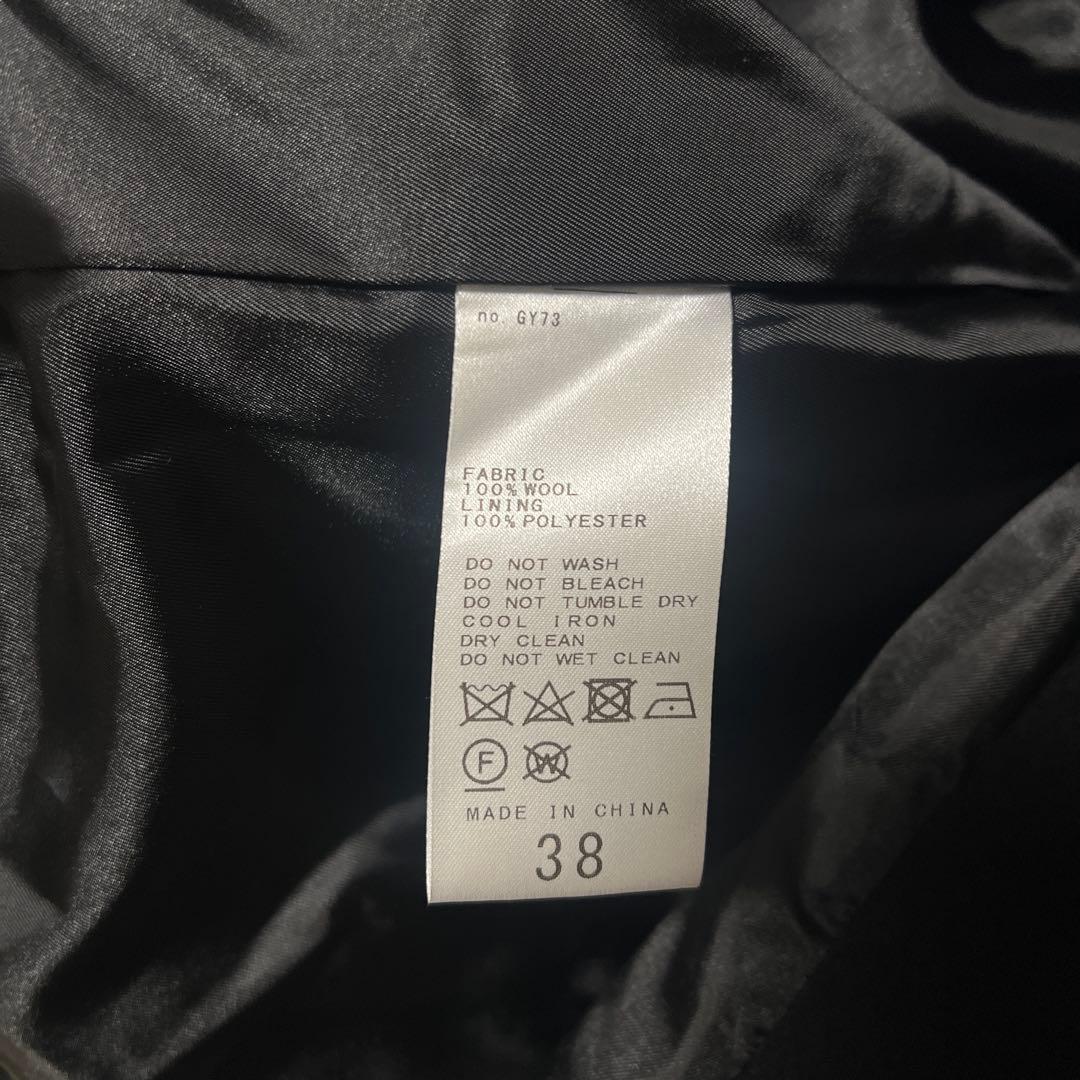 no. GY73
FABRIC
100% WOOL
LINING
100% POLYESTER
DO NOT WASH
DO NOT BLEACH
DO NOT TUMBLE DRY
COOL IRON
DRY CLEAN
DO NOT WET CLEAN
F W
MADE IN CHINA
38